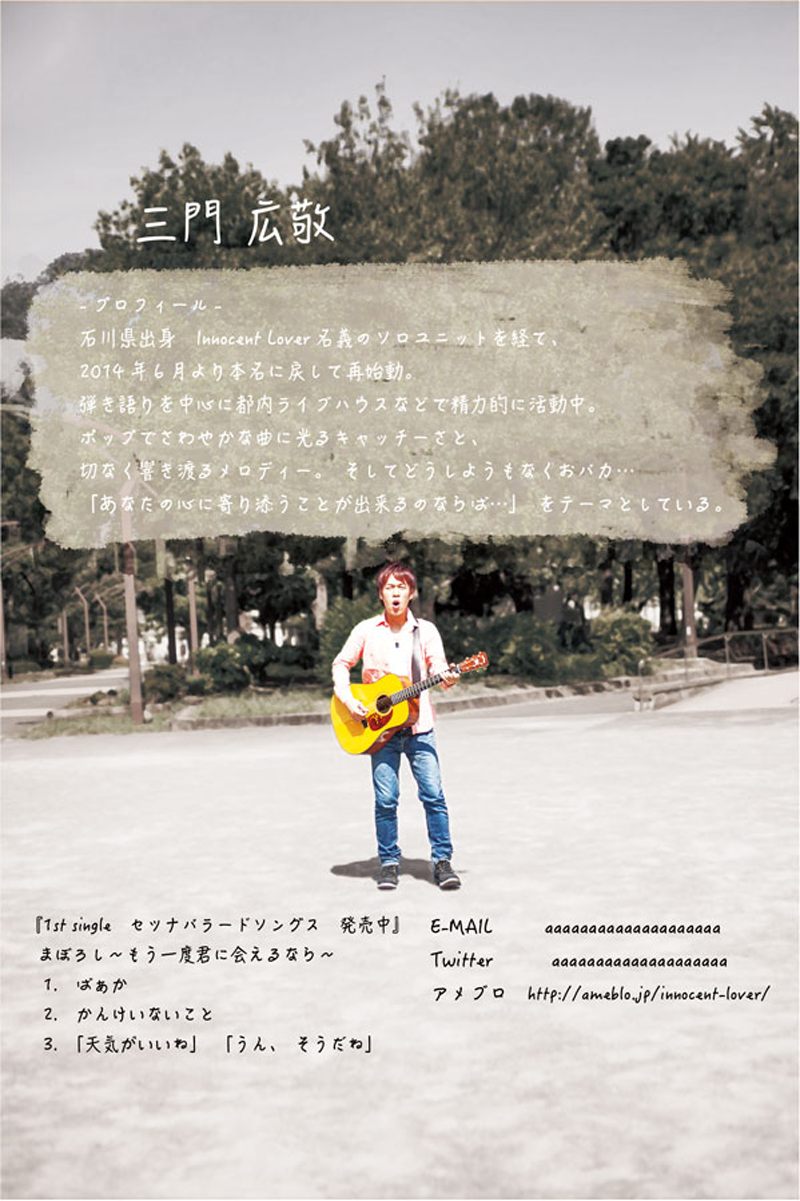 三門 広敬
- プロフィール -
石川県出身　Innocent Lover 名義のソロユニットを経て、
2014 年 6 月より本名に戻して再始動。
弾き語りを中心に都内ライブハウスなどで精力的に活動中。
ポップでさわやかな曲に光るキャッチーさと、
切なく響き渡るメロディー。 そしてどうしようもなくおバカ…
「あなたの心に寄り添うことが出来るのならば…」 をテーマとしている。
『1st single　セツナバラードソングス　発売中』
まぼろし～もう一度君に会えるなら～
1. ばぁか
2. かんけいないこと
3. 「天気がいいね」 「うん、 そうだね」
E-MAIL aaaaaaaaaaaaaaaaaaaa
Twitter aaaaaaaaaaaaaaaaaaaa
アメブロ http://ameblo.jp/innocent-lover/